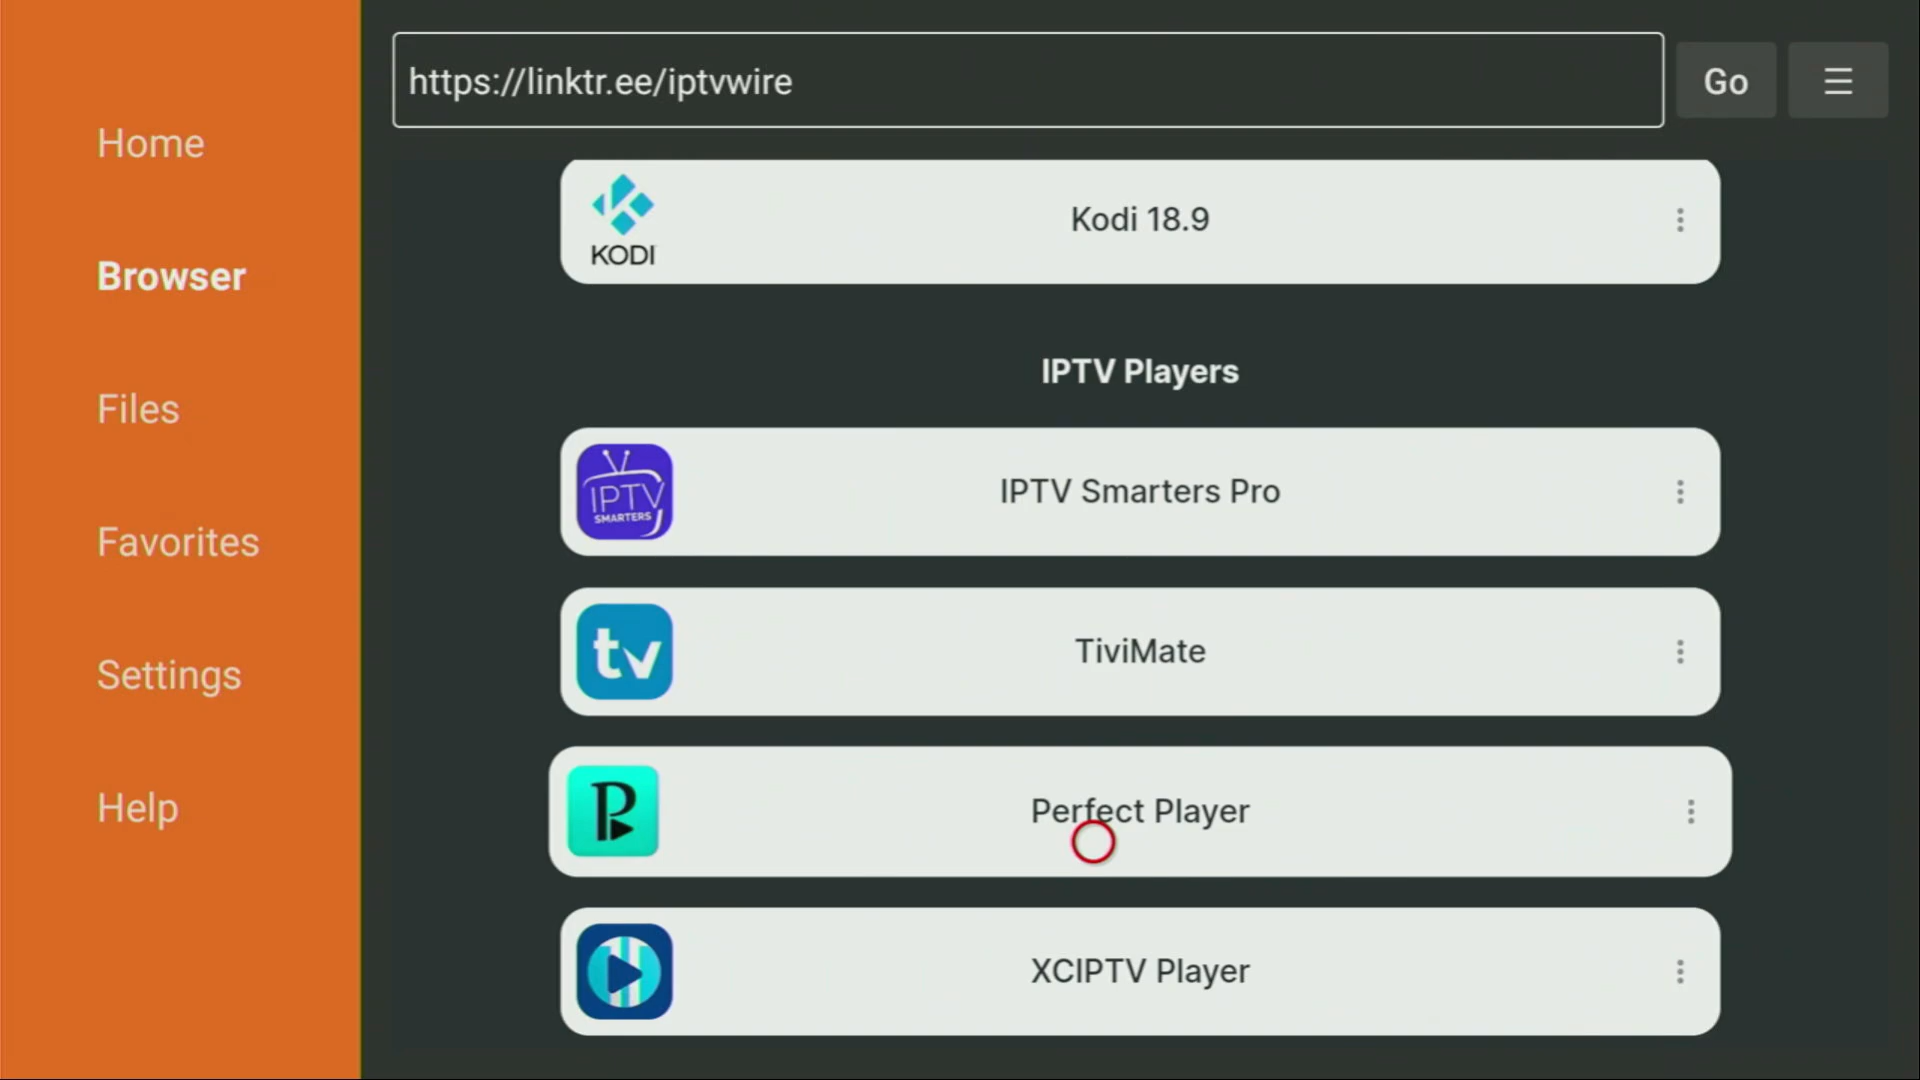 https://linktr.ee/iptvwire
Go
Home
Browser
Files
Favorites
Settings
Help
KODI
Kodi 18.9
IPTV Players
IPTV
SMARTERS
IPTV Smarters Pro
tv
TiviMate
P
Perfect Player
XCIPTV Player